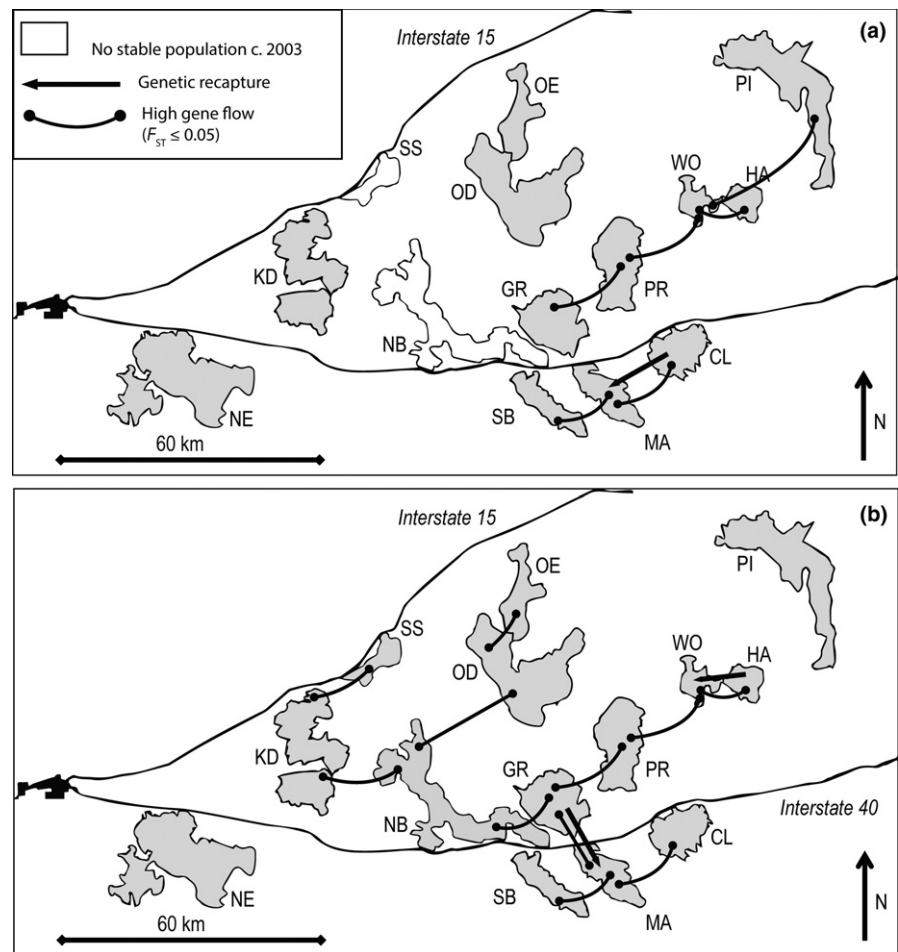 (a)
Interstate 15
No stable population c. 2003
Genetic recapture
High gene flow
(FST ≤ 0.05)
PI
OE
SS
WO
HA
OD
KD
GR
PR
NB
CL
SB
NE
MA
60 km
N
(b)
Interstate 15
OE
PI
SS
WO
HA
OD
KD
GR
PR
NB
Interstate 40
CL
SB
NE
MA
60 km
N